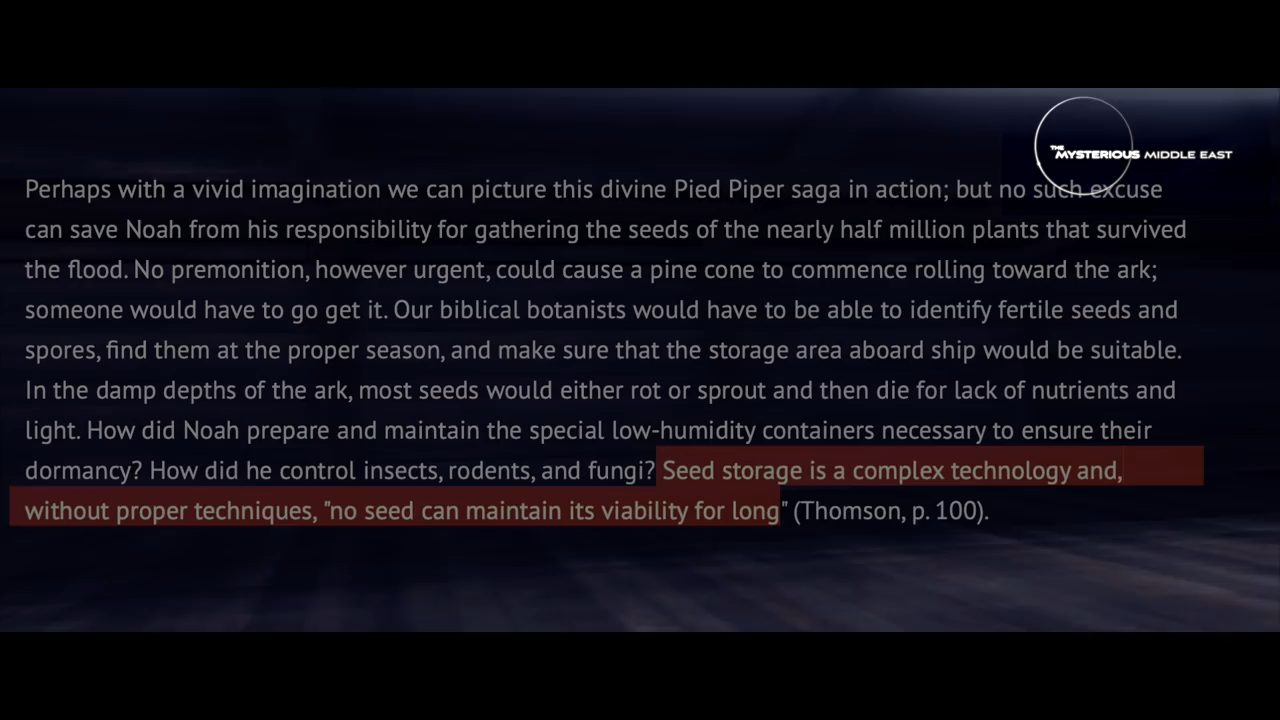 THE
MYSTERIOUS MIDDLE EAST
Perhaps with a vivid imagination we can picture this divine Pied Piper saga in action; but no such excuse
can save Noah from his responsibility for gathering the seeds of the nearly half million plants that survived
the flood. No premonition, however urgent, could cause a pine cone to commence rolling toward the ark;
someone would have to go get it. Our biblical botanists would have to be able to identify fertile seeds and
spores, find them at the proper season, and make sure that the storage area aboard ship would be suitable.
In the damp depths of the ark, most seeds would either rot or sprout and then die for lack of nutrients and
light. How did Noah prepare and maintain the special low-humidity containers necessary to ensure their
dormancy? How did he control insects, rodents, and fungi? Seed storage is a complex technology and,
without proper techniques, "no seed can maintain its viability for long" (Thomson, p. 100).